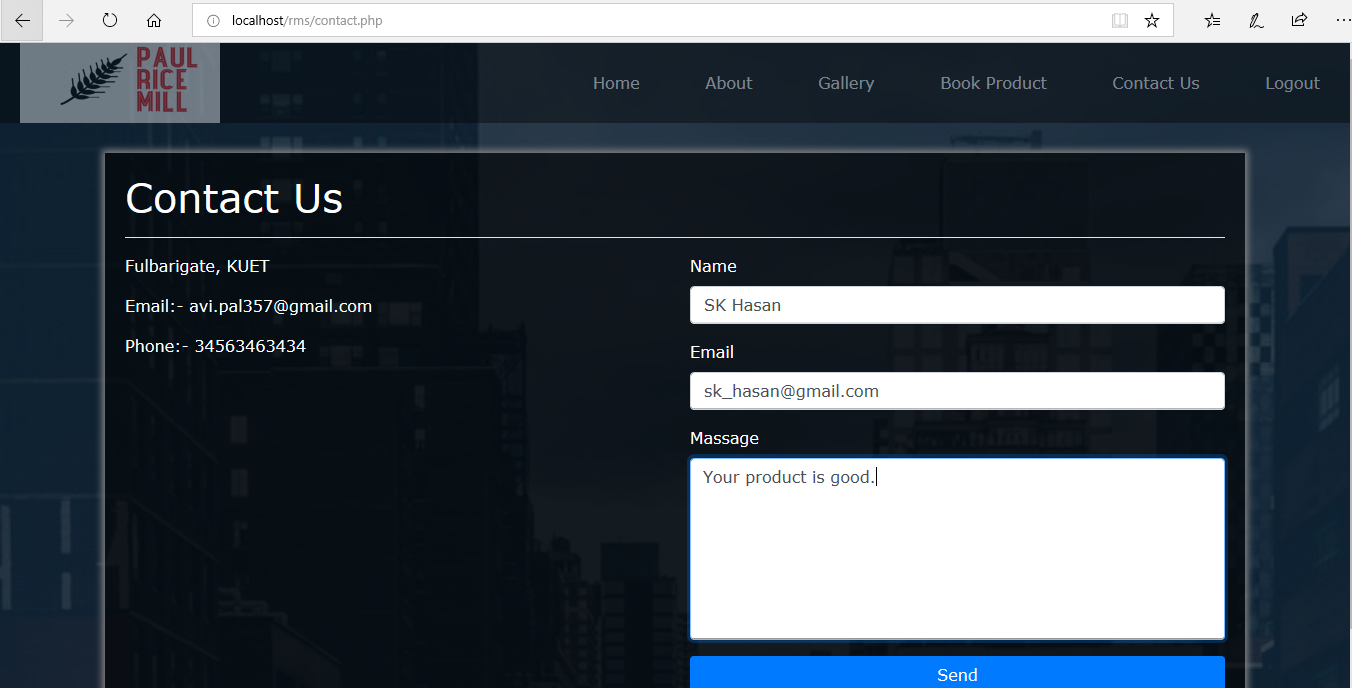 localhost/rms/contact.php
PAUL
RICE
MILL
Home About Gallery Book Product Contact Us Logout
Contact Us
Fulbarigate, KUET
Email:- avi.pal357@gmail.com
Phone:- 34563463434
Name
SK Hasan
Email
sk_hasan@gmail.com
Massage
Your product is good.
Send